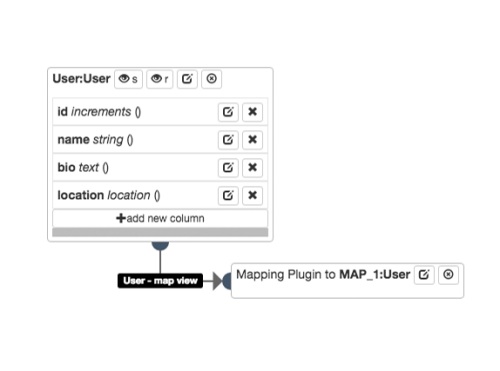 User:User s r
id increments ()
name string ()
bio text ()
location location ()
+add new column
User - map view
Mapping Plugin to MAP_1:User